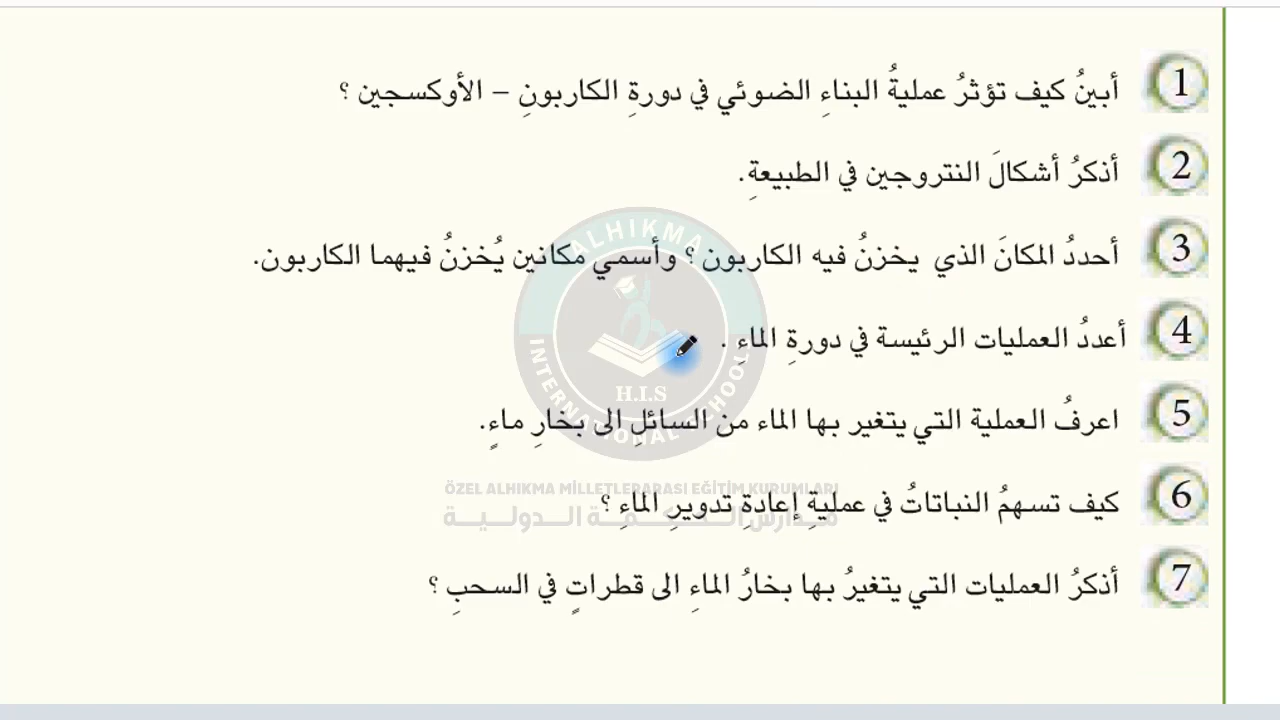 1 أبينُ كيف تؤثرُ عمليةُ البناءِ الضوئي في دورةِ الكاربونِ – الأوكسجين ؟
2 أذكرُ أشكالَ النتروجين في الطبيعةِ.
3 أحددُ المكانَ الذي يخزنُ فيه الكاربون ؟ وأسمي مكانين يُخزنُ فيهما الكاربون.
4 أعددُ العمليات الرئيسة في دورةِ الماءِ .
5 اعرفُ العملية التي يتغير بها الماء من السائلِ الى بخارِ ماءٍ.
6 كيف تسهمُ النباتاتُ في عمليةِ إعادةِ تدويرِ الماءِ ؟
7 أذكرُ العمليات التي يتغيرُ بها بخارُ الماءِ الى قطراتٍ في السحبِ ؟
ALHIKMA
INTERNATIONAL SCHOOL
H.I.S
ÖZEL ALHIKMA MİLLETLERARASI EĞİTİM KURUMLARI
مدارس الحكمة الدولية